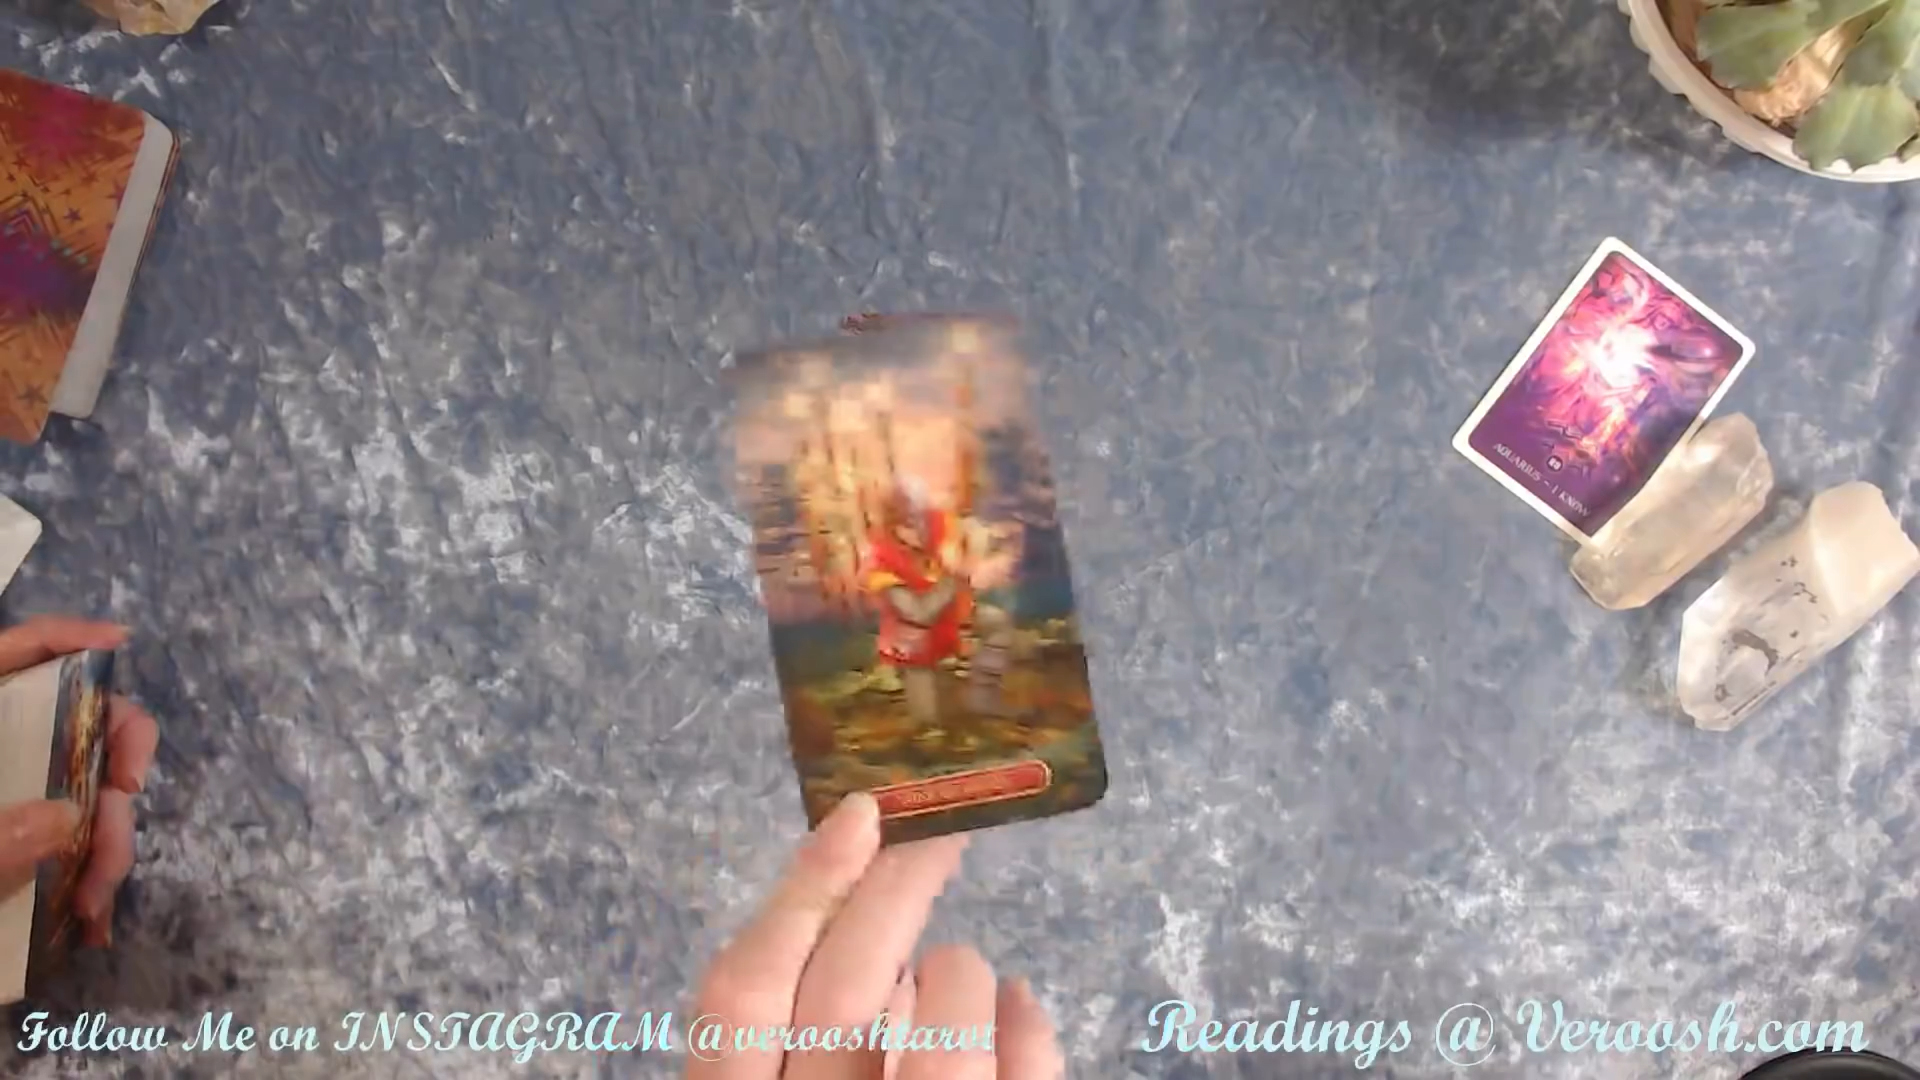 AQUARIUS - I KNOW
Follow Me on INSTAGRAM @verooshtarot
Readings @ Veroosh.com